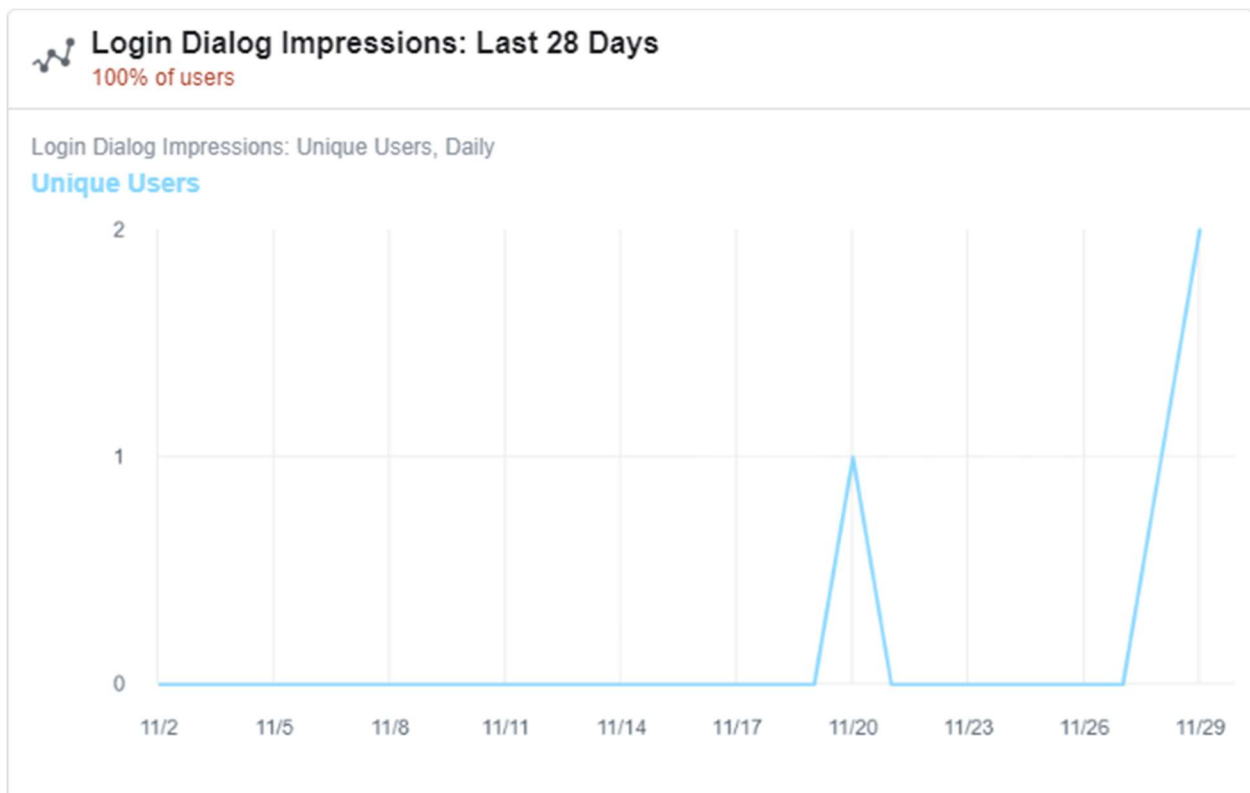 Login Dialog Impressions: Last 28 Days
100% of users
Login Dialog Impressions: Unique Users, Daily
Unique Users
2
1
0
11/2 11/5 11/8 11/11 11/14 11/17 11/20 11/23 11/26 11/29